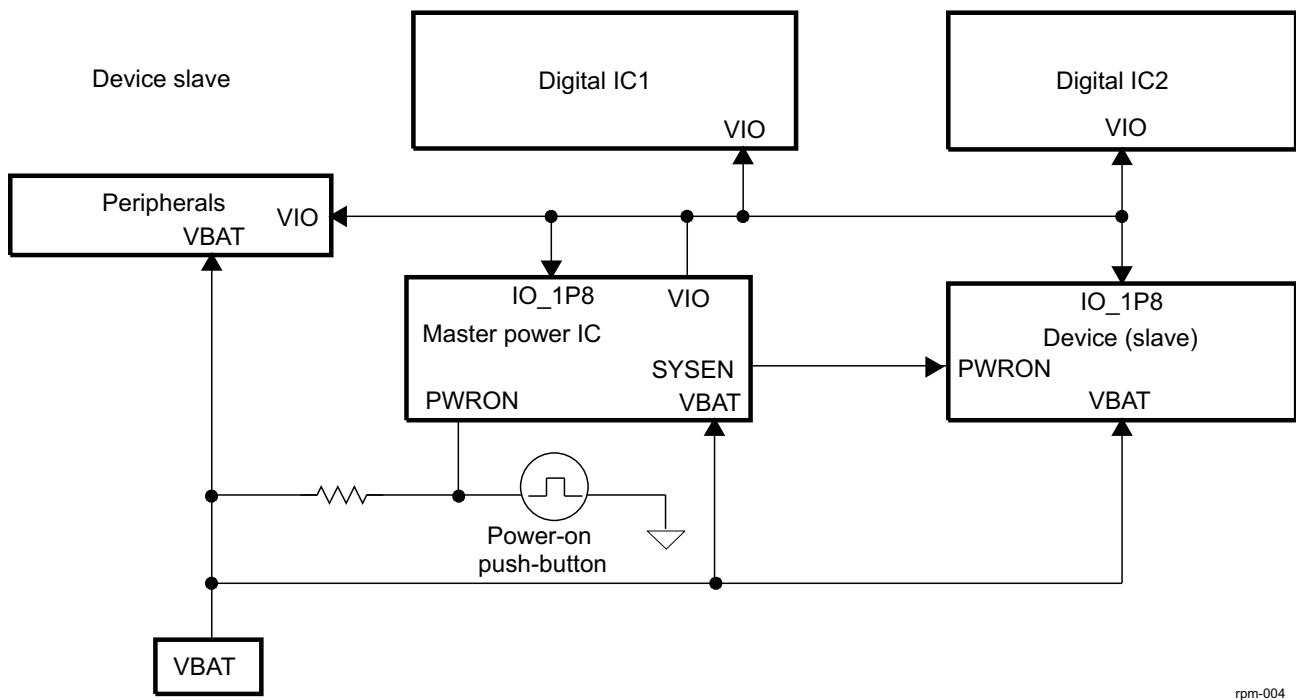 Device slave
Digital IC1
VIO
Digital IC2
VIO
Peripherals
VIO
VBAT
IO_1P8
VIO
Master power IC
SYSEN
PWRON
VBAT
IO_1P8
Device (slave)
PWRON
VBAT
Power-on
push-button
VBAT
rpm-004